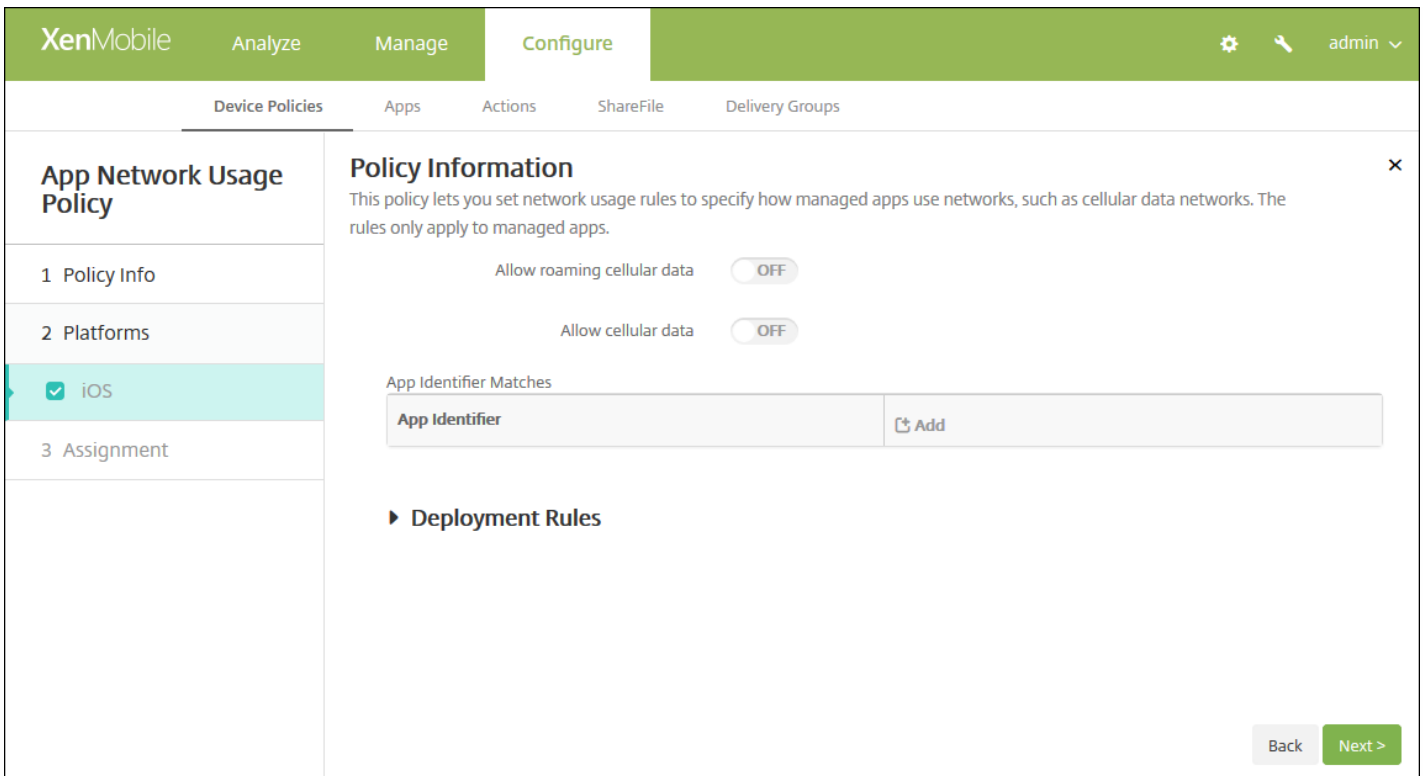 XenMobile Analyze Manage Configure admin
Device Policies Apps Actions ShareFile Delivery Groups
App Network Usage
Policy
1 Policy Info
2 Platforms
iOS
3 Assignment
Policy Information
This policy lets you set network usage rules to specify how managed apps use networks, such as cellular data networks. The
rules only apply to managed apps.
Allow roaming cellular data OFF
Allow cellular data OFF
App Identifier Matches
App Identifier Add
Deployment Rules
Back Next >